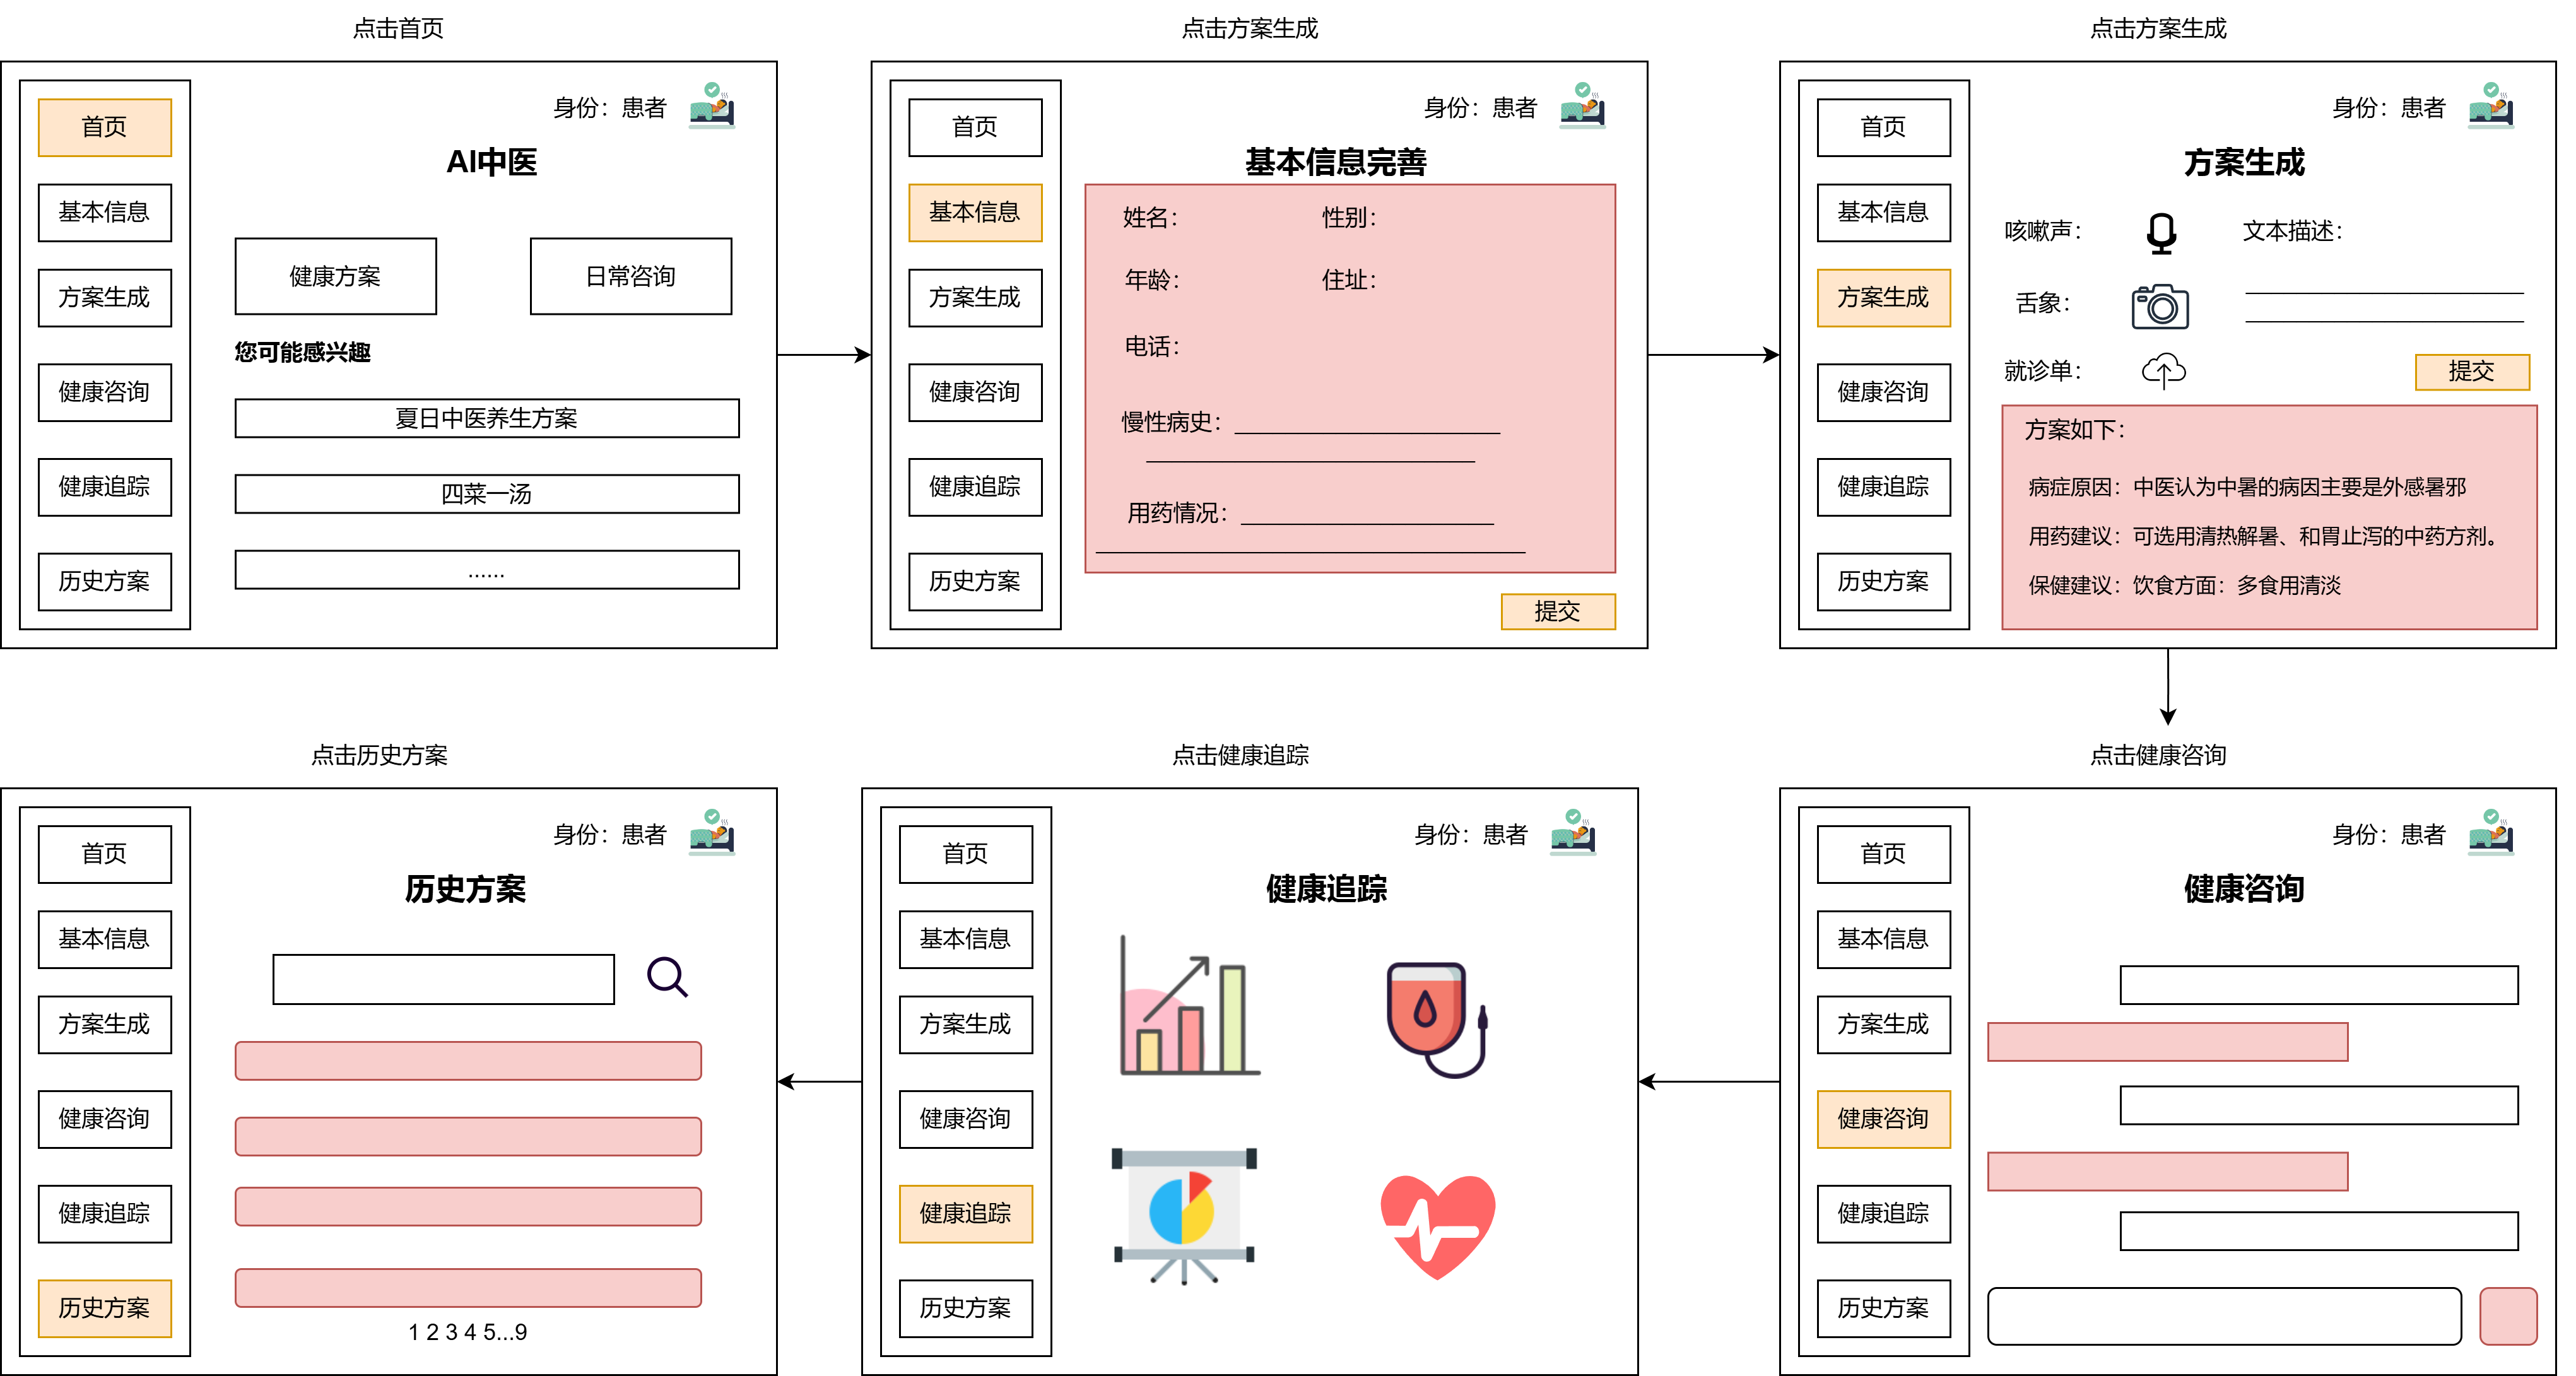 点击首页
身份：患者
首页
基本信息
方案生成
健康咨询
健康追踪
历史方案
AI中医
健康方案
日常咨询
您可能感兴趣
夏日中医养生方案
四菜一汤
......
点击方案生成
身份：患者
首页
基本信息
方案生成
健康咨询
健康追踪
历史方案
基本信息完善
姓名：
性别：
年龄：
住址：
电话：
慢性病史：
用药情况：
提交
点击方案生成
身份：患者
首页
基本信息
方案生成
健康咨询
健康追踪
历史方案
方案生成
咳嗽声：
文本描述：
舌象：
就诊单：
提交
方案如下：
病症原因：中医认为中暑的病因主要是外感暑邪
用药建议：可选用清热解暑、和胃止泻的中药方剂。
保健建议：饮食方面：多食用清淡
点击历史方案
身份：患者
首页
基本信息
方案生成
健康咨询
健康追踪
历史方案
历史方案
1 2 3 4 5...9
点击健康追踪
身份：患者
首页
基本信息
方案生成
健康咨询
健康追踪
历史方案
健康追踪
点击健康咨询
身份：患者
首页
基本信息
方案生成
健康咨询
健康追踪
历史方案
健康咨询